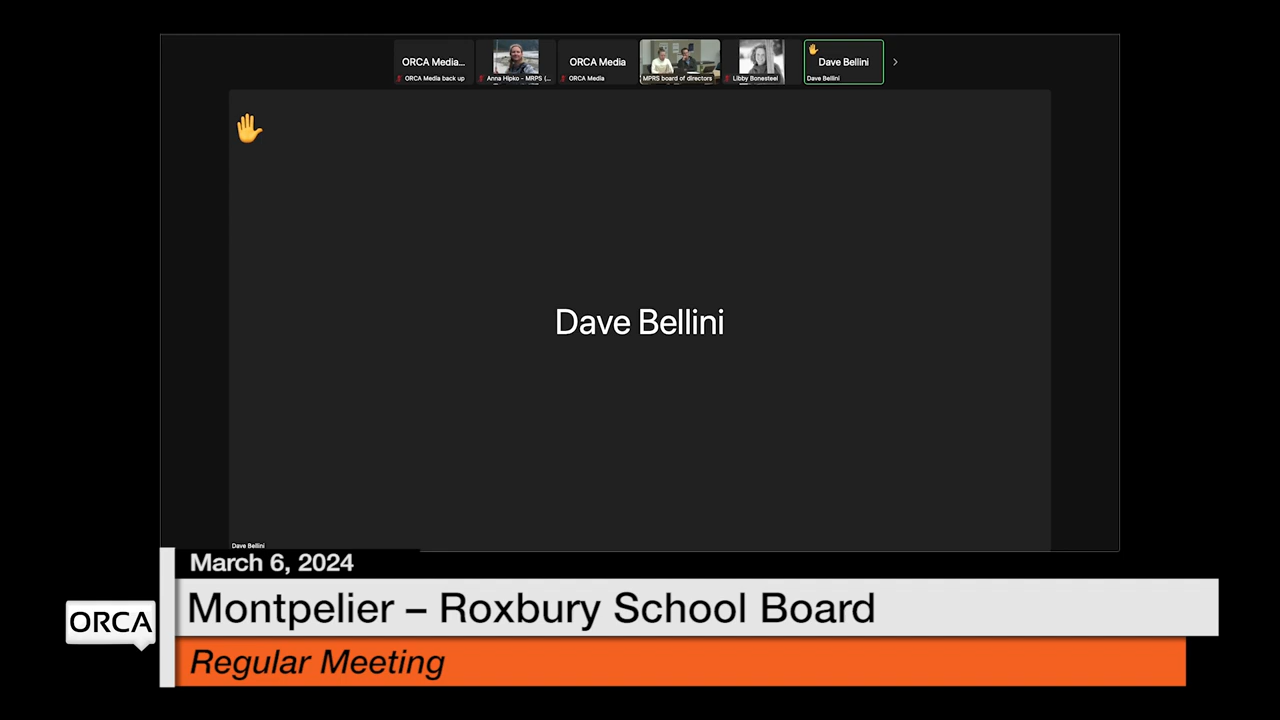 ORCA Media...
ORCA Media back up
Anna Hipko - MRPS (...
ORCA Media
ORCA Media
MPRS board of directors
Libby Bonesteel
Dave Bellini
Dave Bellini
Dave Bellini
Dave Bellini
March 6, 2024
Montpelier – Roxbury School Board
ORCA
Regular Meeting